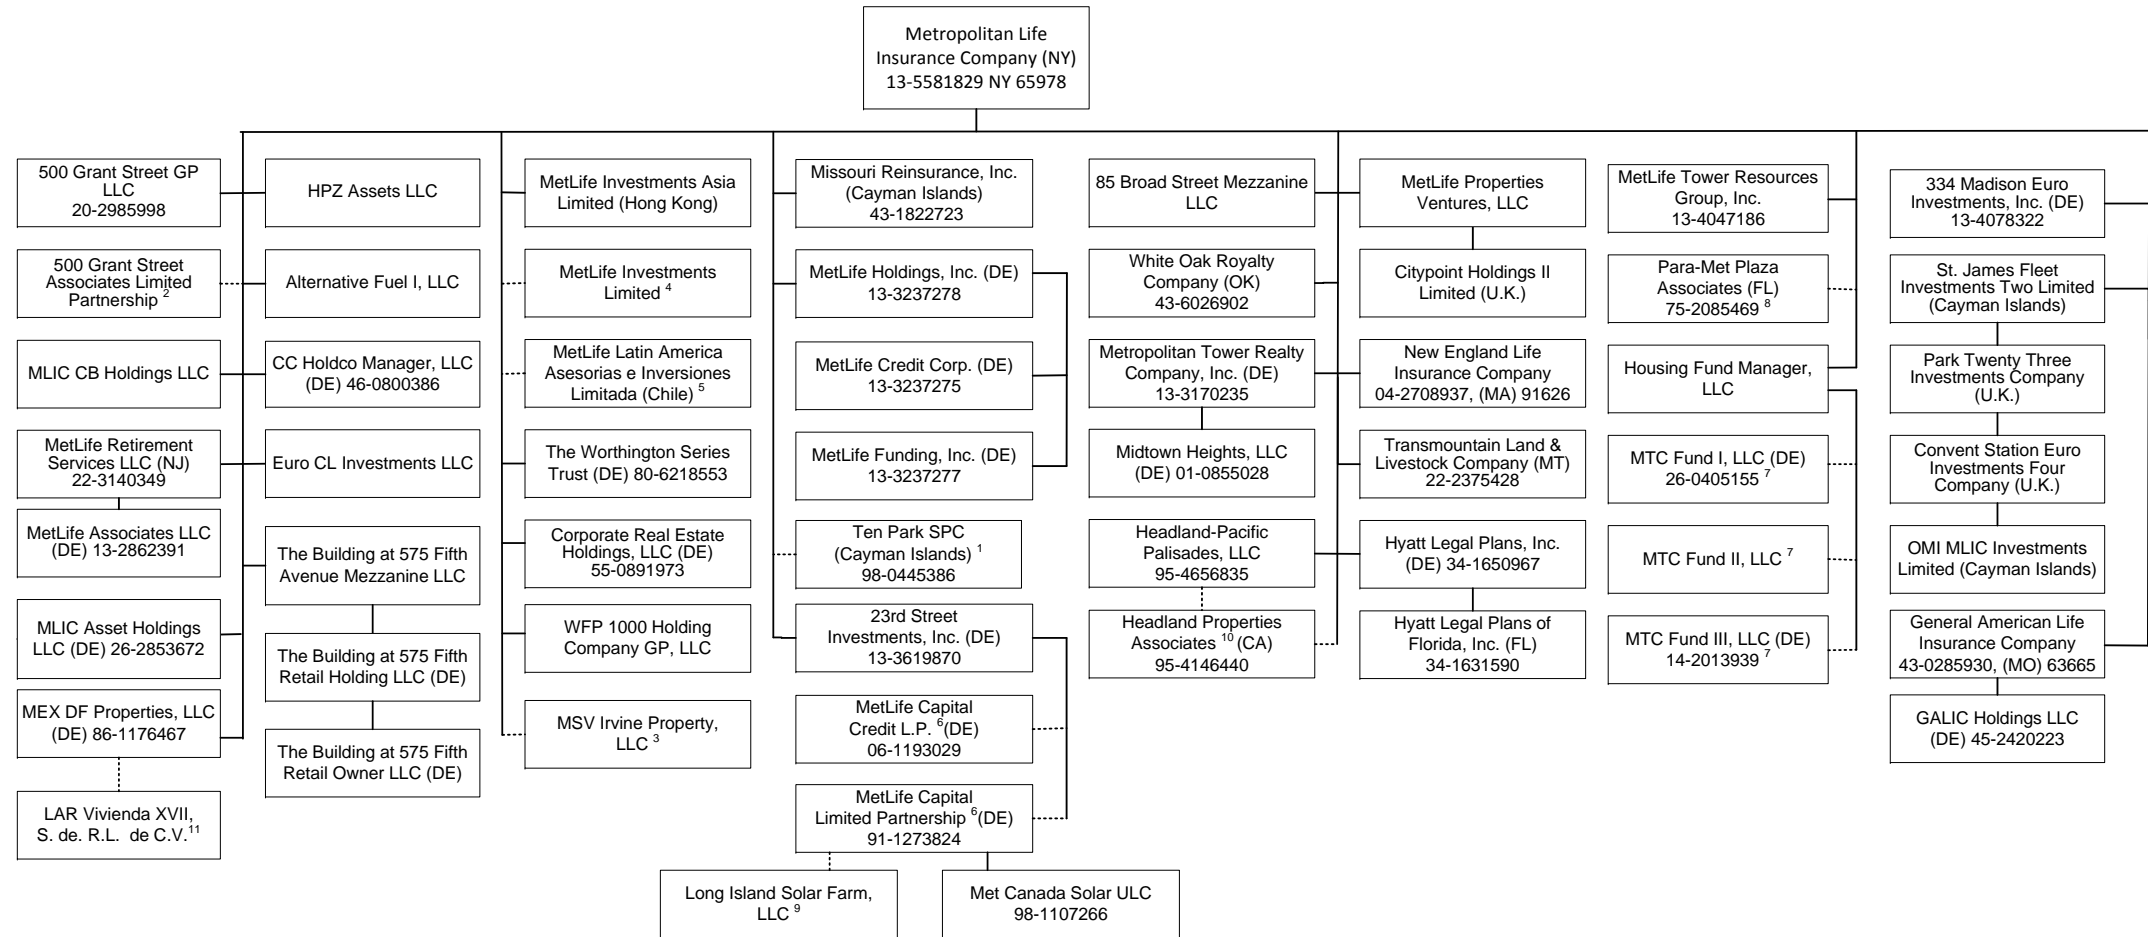 Metropolitan Life
Insurance Company (NY)
13-5581829 NY 65978
500 Grant Street GP
LLC
20-2985998
500 Grant Street
Associates Limited
Partnership 2
MLIC CB Holdings LLC
MetLife Retirement
Services LLC (NJ)
22-3140349
MetLife Associates LLC
(DE) 13-2862391
MLIC Asset Holdings
LLC (DE) 26-2853672
MEX DF Properties, LLC
(DE) 86-1176467
LAR Vivienda XVII,
S. de. R.L. de C.V.11
HPZ Assets LLC
Alternative Fuel I, LLC
CC Holdco Manager, LLC
(DE) 46-0800386
Euro CL Investments LLC
The Building at 575 Fifth
Avenue Mezzanine LLC
The Building at 575 Fifth
Retail Holding LLC (DE)
The Building at 575 Fifth
Retail Owner LLC (DE)
MetLife Investments Asia
Limited (Hong Kong)
MetLife Investments
Limited 4
MetLife Latin America
Asesorias e Inversiones
Limitada (Chile) 5
The Worthington Series
Trust (DE) 80-6218553
Corporate Real Estate
Holdings, LLC (DE)
55-0891973
WFP 1000 Holding
Company GP, LLC
MSV Irvine Property,
LLC 3
Missouri Reinsurance, Inc.
(Cayman Islands)
43-1822723
MetLife Holdings, Inc. (DE)
13-3237278
MetLife Credit Corp. (DE)
13-3237275
MetLife Funding, Inc. (DE)
13-3237277
Ten Park SPC
(Cayman Islands) 1
98-0445386
23rd Street
Investments, Inc. (DE)
13-3619870
MetLife Capital
Credit L.P. 6 (DE)
06-1193029
MetLife Capital
Limited Partnership 6 (DE)
91-1273824
Long Island Solar Farm,
LLC 9
Met Canada Solar ULC
98-1107266
85 Broad Street Mezzanine
LLC
White Oak Royalty
Company (OK)
43-6026902
Metropolitan Tower Realty
Company, Inc. (DE)
13-3170235
Midtown Heights, LLC
(DE) 01-0855028
Headland-Pacific
Palisades, LLC
95-4656835
Headland Properties
Associates 10 (CA)
95-4146440
MetLife Properties
Ventures, LLC
Citypoint Holdings II
Limited (U.K.)
New England Life
Insurance Company
04-2708937, (MA) 91626
Transmountain Land &
Livestock Company (MT)
22-2375428
Hyatt Legal Plans, Inc.
(DE) 34-1650967
Hyatt Legal Plans of
Florida, Inc. (FL)
34-1631590
MetLife Tower Resources
Group, Inc.
13-4047186
Para-Met Plaza
Associates (FL)
75-2085469 8
Housing Fund Manager,
LLC
MTC Fund I, LLC (DE)
26-0405155 7
MTC Fund II, LLC 7
MTC Fund III, LLC (DE)
14-2013939 7
334 Madison Euro
Investments, Inc. (DE)
13-4078322
St. James Fleet
Investments Two Limited
(Cayman Islands)
Park Twenty Three
Investments Company
(U.K.)
Convent Station Euro
Investments Four
Company (U.K.)
OMI MLIC Investments
Limited (Cayman Islands)
General American Life
Insurance Company
43-0285930, (MO) 63665
GALIC Holdings LLC
(DE) 45-2420223